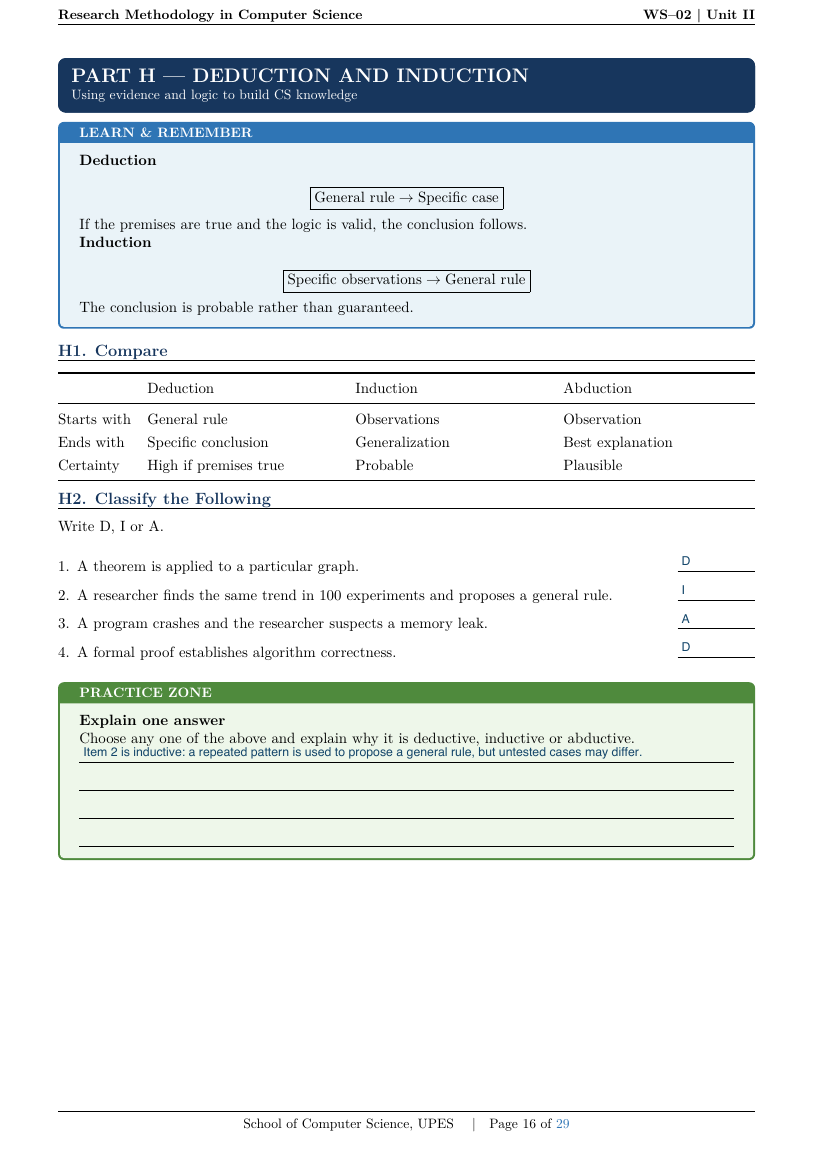 Research Methodology in Computer Science WS–02 | Unit II
PART H — DEDUCTION AND INDUCTION
Using evidence and logic to build CS knowledge
LEARN & REMEMBER
Deduction
General rule → Specific case
If the premises are true and the logic is valid, the conclusion follows.
Induction
Specific observations → General rule
The conclusion is probable rather than guaranteed.
H1. Compare
Deduction Induction Abduction
Starts with General rule Observations Observation
Ends with Specific conclusion Generalization Best explanation
Certainty High if premises true Probable Plausible
H2. Classify the Following
Write D, I or A.
1. A theorem is applied to a particular graph. D
2. A researcher finds the same trend in 100 experiments and proposes a general rule. I
3. A program crashes and the researcher suspects a memory leak. A
4. A formal proof establishes algorithm correctness. D
PRACTICE ZONE
Explain one answer
Choose any one of the above and explain why it is deductive, inductive or abductive.
Item 2 is inductive: a repeated pattern is used to propose a general rule, but untested cases may differ.
School of Computer Science, UPES | Page 16 of 29